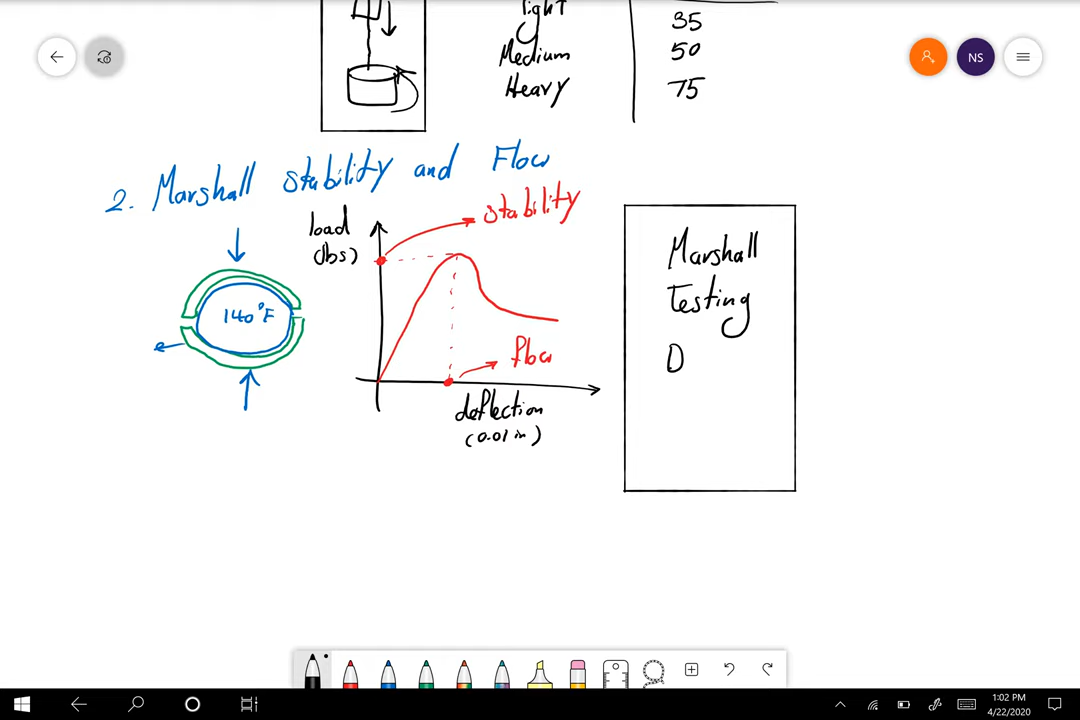 light 35
Medium 50
Heavy 75
NS
2. Marshall Stability and Flow
load
(lbs)
stability
140°F
flow
deflection
(0.01 in)
Marshall
Testing
D
1:02 PM
4/22/2020